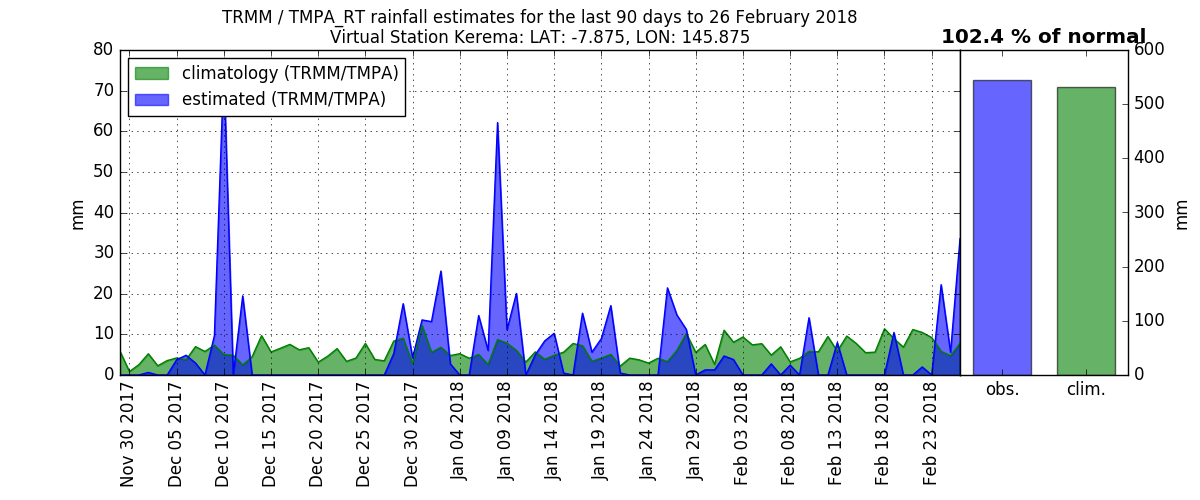 TRMM / TMPA_RT rainfall estimates for the last 90 days to 26 February 2018
Virtual Station Kerema: LAT: -7.875, LON: 145.875
102.4 % of normal
climatology (TRMM/TMPA)
estimated (TRMM/TMPA)
mm
80
70
60
50
40
30
20
10
0
Nov 30 2017
Dec 05 2017
Dec 10 2017
Dec 15 2017
Dec 20 2017
Dec 25 2017
Dec 30 2017
Jan 04 2018
Jan 09 2018
Jan 14 2018
Jan 19 2018
Jan 24 2018
Jan 29 2018
Feb 03 2018
Feb 08 2018
Feb 13 2018
Feb 18 2018
Feb 23 2018
obs.
clim.
600
500
400
300
200
100
0
mm